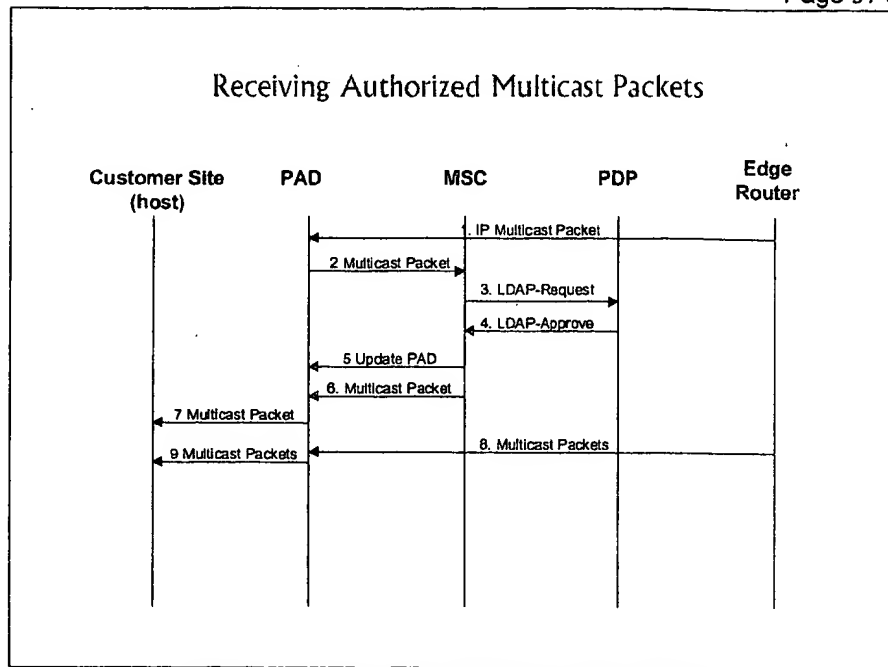 Receiving Authorized Multicast Packets
Customer Site
(host)
PAD
MSC
PDP
Edge
Router
1. IP Multicast Packet
2 Multicast Packet
3. LDAP-Request
4. LDAP-Approve
5 Update PAD
6. Multicast Packet
7 Multicast Packet
8. Multicast Packets
9 Multicast Packets